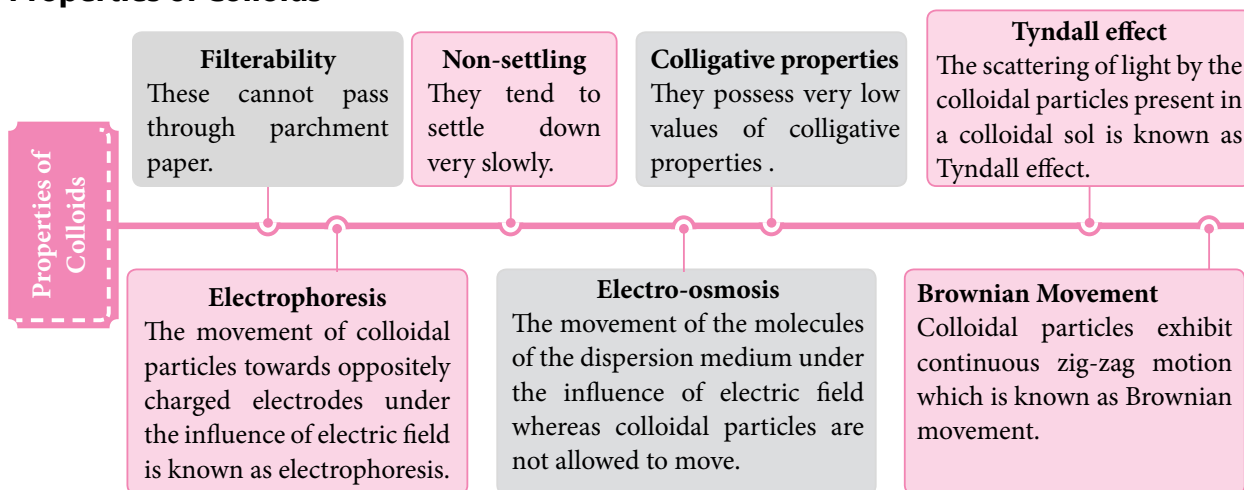 Properties of Colloids
Properties of
Colloids
Filterability
These cannot pass
through parchment
paper.
Non-settling
They tend to
settle down
very slowly.
Colligative properties
They possess very low
values of colligative
properties .
Tyndall effect
The scattering of light by the
colloidal particles present in
a colloidal sol is known as
Tyndall effect.
Electrophoresis
The movement of colloidal
particles towards oppositely
charged electrodes under
the influence of electric field
is known as electrophoresis.
Electro-osmosis
The movement of the molecules
of the dispersion medium under
the influence of electric field
whereas colloidal particles are
not allowed to move.
Brownian Movement
Colloidal particles exhibit
continuous zig-zag motion
which is known as Brownian
movement.